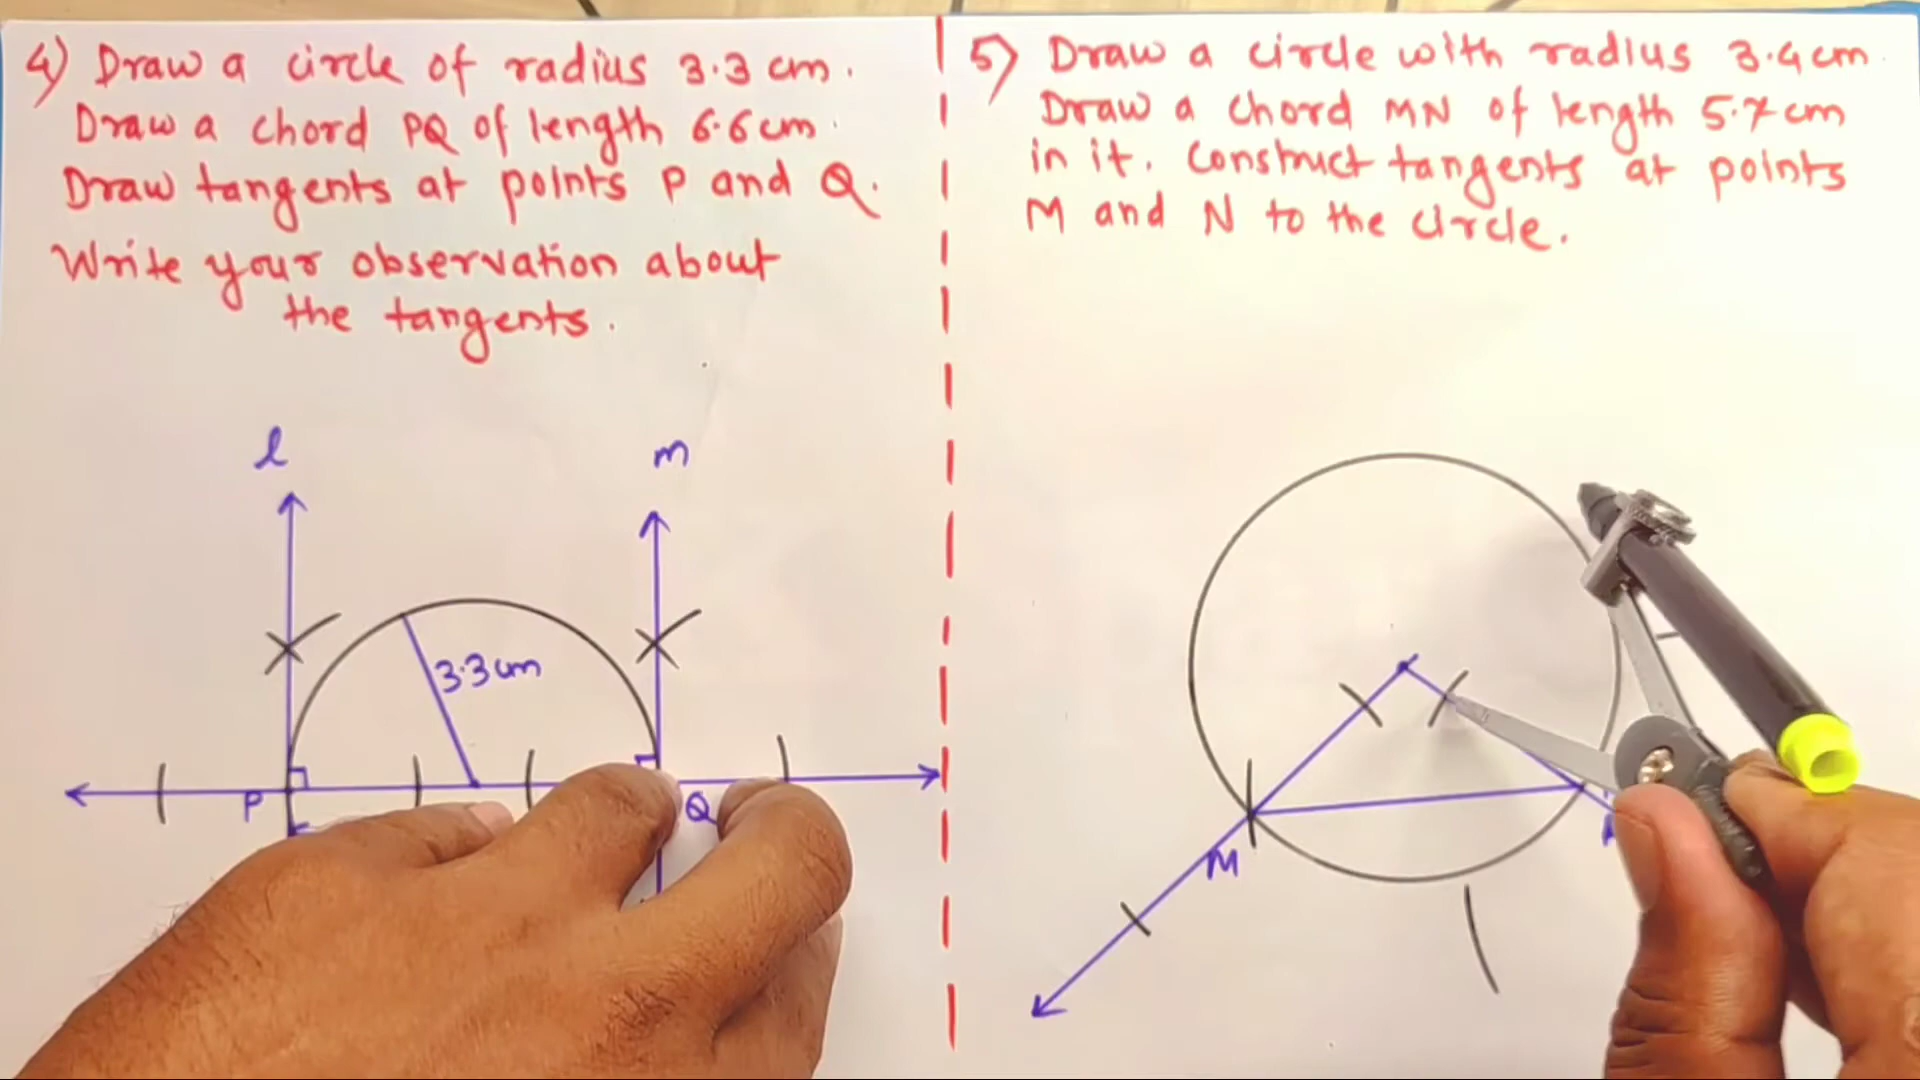 4) Draw a circle of radius 3.3 cm.
Draw a chord PQ of length 6.6 cm.
Draw tangents at points P and Q.
Write your observation about
the tangents.
5) Draw a circle with radius 3.4 cm.
Draw a chord MN of length 5.7 cm
in it. Construct tangents at points
M and N to the circle.
l
m
3.3 cm
P
Q
M